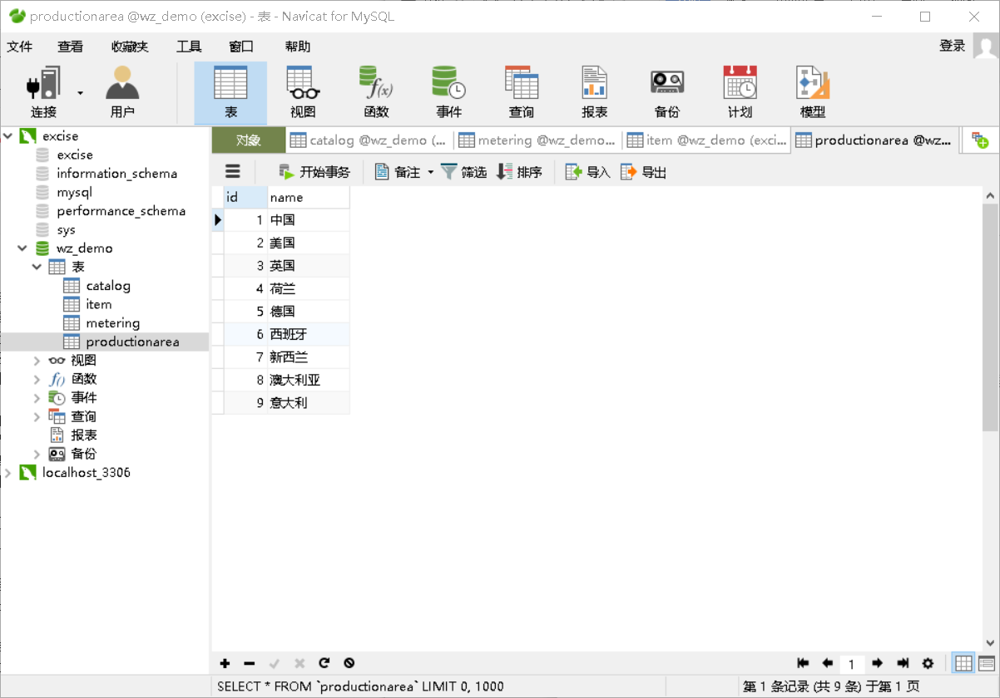 productionarea @wz_demo (excise) - 表 - Navicat for MySQL
文件 查看 收藏夹 工具 窗口 帮助 登录
连接 用户 表 视图 函数 事件 查询 报表 备份 计划 模型
对象 catalog @wz_demo (... metering @wz_demo... item @wz_demo (exci... productionarea @wz...
开始事务 备注 筛选 排序 导入 导出
excise
excise
information_schema
mysql
performance_schema
sys
wz_demo
表
catalog
item
metering
productionarea
视图
函数
事件
查询
报表
备份
localhost_3306
id name
1 中国
2 美国
3 英国
4 荷兰
5 德国
6 西班牙
7 新西兰
8 澳大利亚
9 意大利
1
SELECT * FROM `productionarea` LIMIT 0, 1000 第 1 条记录 (共 9 条) 于第 1 页